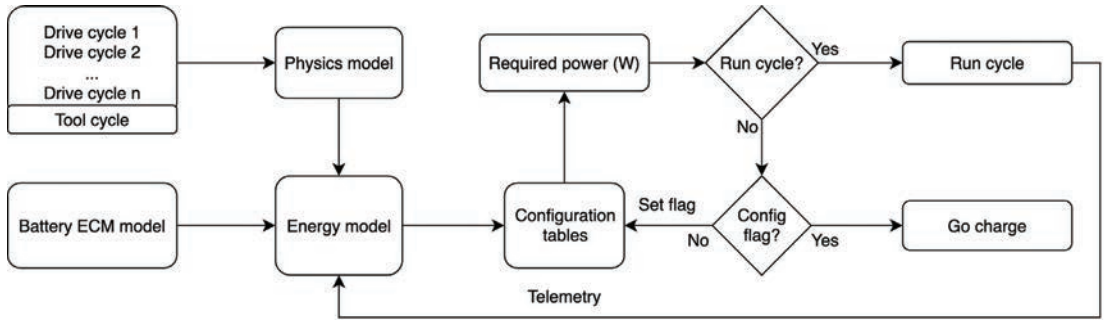 Drive cycle 1
Drive cycle 2
...
Drive cycle n
Tool cycle
Physics model
Required power (W)
Run cycle?
Yes
Run cycle
No
Battery ECM model
Energy model
Configuration
tables
Set flag
No
Config
flag?
Yes
Go charge
Telemetry